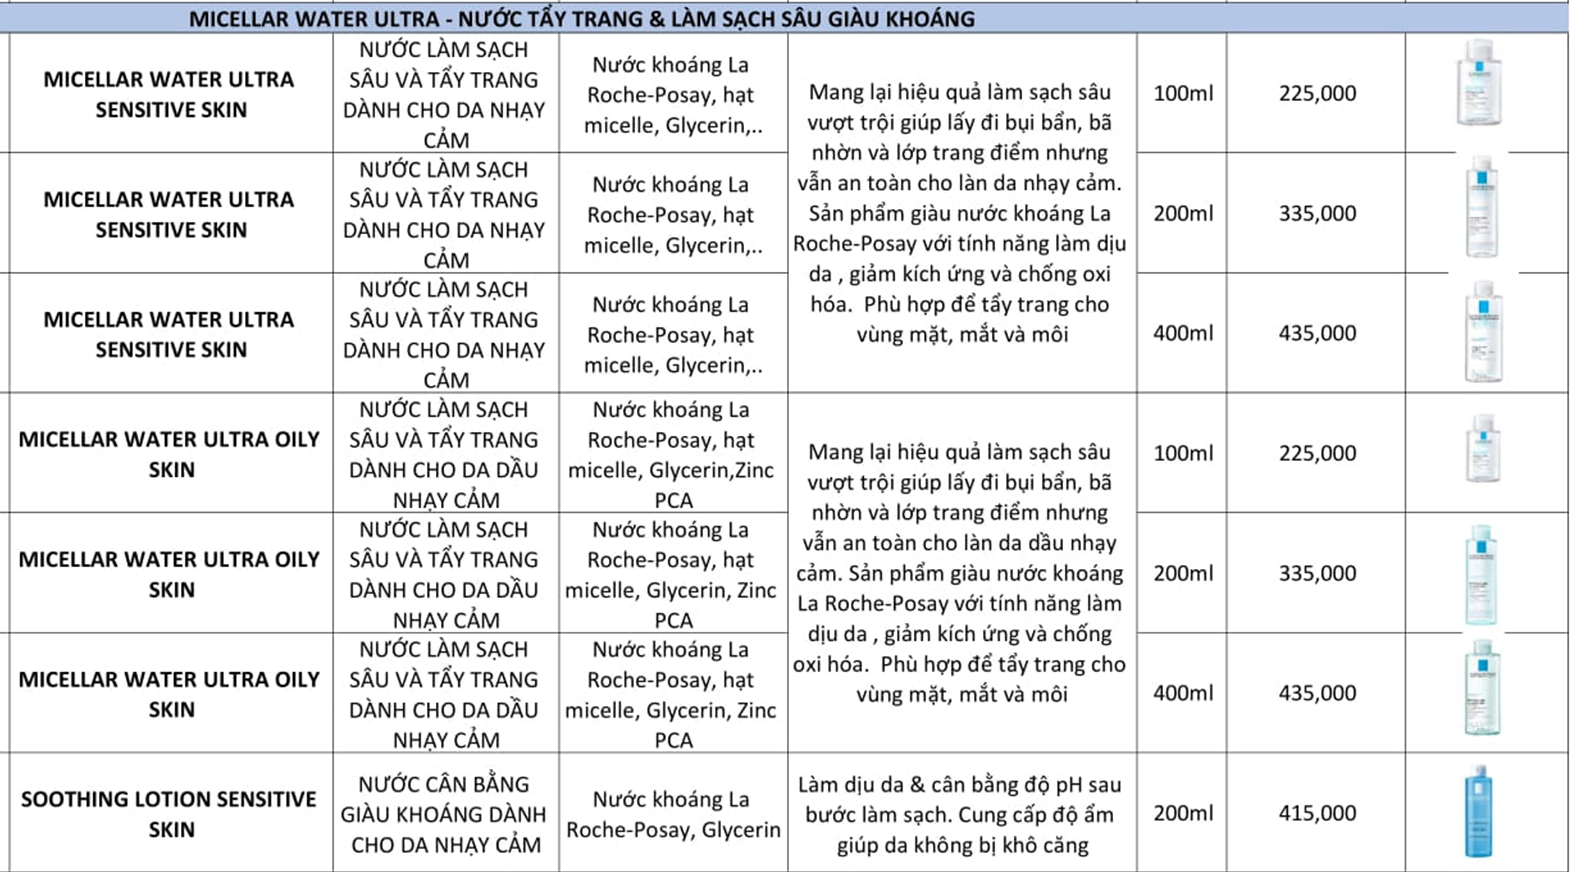 MICELLAR WATER ULTRA - NƯỚC TẨY TRANG & LÀM SẠCH SÂU GIÀU KHOÁNG
MICELLAR WATER ULTRA
SENSITIVE SKIN
NƯỚC LÀM SẠCH
SÂU VÀ TẨY TRANG
DÀNH CHO DA NHẠY
CẢM
Nước khoáng La
Roche-Posay, hạt
micelle, Glycerin,..
Mang lại hiệu quả làm sạch sâu
vượt trội giúp lấy đi bụi bẩn, bã
nhờn và lớp trang điểm nhưng
vẫn an toàn cho làn da nhạy cảm.
Sản phẩm giàu nước khoáng La
Roche-Posay với tính năng làm dịu
da , giảm kích ứng và chống oxi
hóa.  Phù hợp để tẩy trang cho
vùng mặt, mắt và môi
100ml
225,000
MICELLAR WATER ULTRA
SENSITIVE SKIN
NƯỚC LÀM SẠCH
SÂU VÀ TẨY TRANG
DÀNH CHO DA NHẠY
CẢM
Nước khoáng La
Roche-Posay, hạt
micelle, Glycerin,..
200ml
335,000
MICELLAR WATER ULTRA
SENSITIVE SKIN
NƯỚC LÀM SẠCH
SÂU VÀ TẨY TRANG
DÀNH CHO DA NHẠY
CẢM
Nước khoáng La
Roche-Posay, hạt
micelle, Glycerin,..
400ml
435,000
MICELLAR WATER ULTRA OILY
SKIN
NƯỚC LÀM SẠCH
SÂU VÀ TẨY TRANG
DÀNH CHO DA DẦU
NHẠY CẢM
Nước khoáng La
Roche-Posay, hạt
micelle, Glycerin,Zinc
PCA
Mang lại hiệu quả làm sạch sâu
vượt trội giúp lấy đi bụi bẩn, bã
nhờn và lớp trang điểm nhưng
vẫn an toàn cho làn da dầu nhạy
cảm. Sản phẩm giàu nước khoáng
La Roche-Posay với tính năng làm
dịu da , giảm kích ứng và chống
oxi hóa.  Phù hợp để tẩy trang cho
vùng mặt, mắt và môi
100ml
225,000
MICELLAR WATER ULTRA OILY
SKIN
NƯỚC LÀM SẠCH
SÂU VÀ TẨY TRANG
DÀNH CHO DA DẦU
NHẠY CẢM
Nước khoáng La
Roche-Posay, hạt
micelle, Glycerin, Zinc
PCA
200ml
335,000
MICELLAR WATER ULTRA OILY
SKIN
NƯỚC LÀM SẠCH
SÂU VÀ TẨY TRANG
DÀNH CHO DA DẦU
NHẠY CẢM
Nước khoáng La
Roche-Posay, hạt
micelle, Glycerin, Zinc
PCA
400ml
435,000
SOOTHING LOTION SENSITIVE
SKIN
NƯỚC CÂN BẰNG
GIÀU KHOÁNG DÀNH
CHO DA NHẠY CẢM
Nước khoáng La
Roche-Posay, Glycerin
Làm dịu da & cân bằng độ pH sau
bước làm sạch. Cung cấp độ ẩm
giúp da không bị khô căng
200ml
415,000